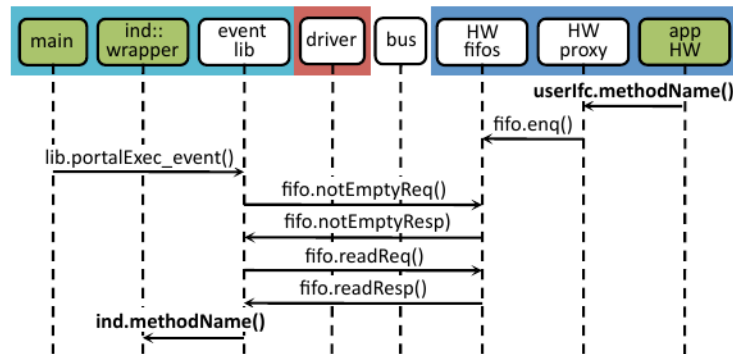 main
ind::
wrapper
event
lib
driver
bus
HW
fifos
HW
proxy
app
HW
userIfc.methodName()
fifo.enq()
lib.portalExec_event()
fifo.notEmptyReq()
fifo.notEmptyResp)
fifo.readReq()
fifo.readResp()
ind.methodName()